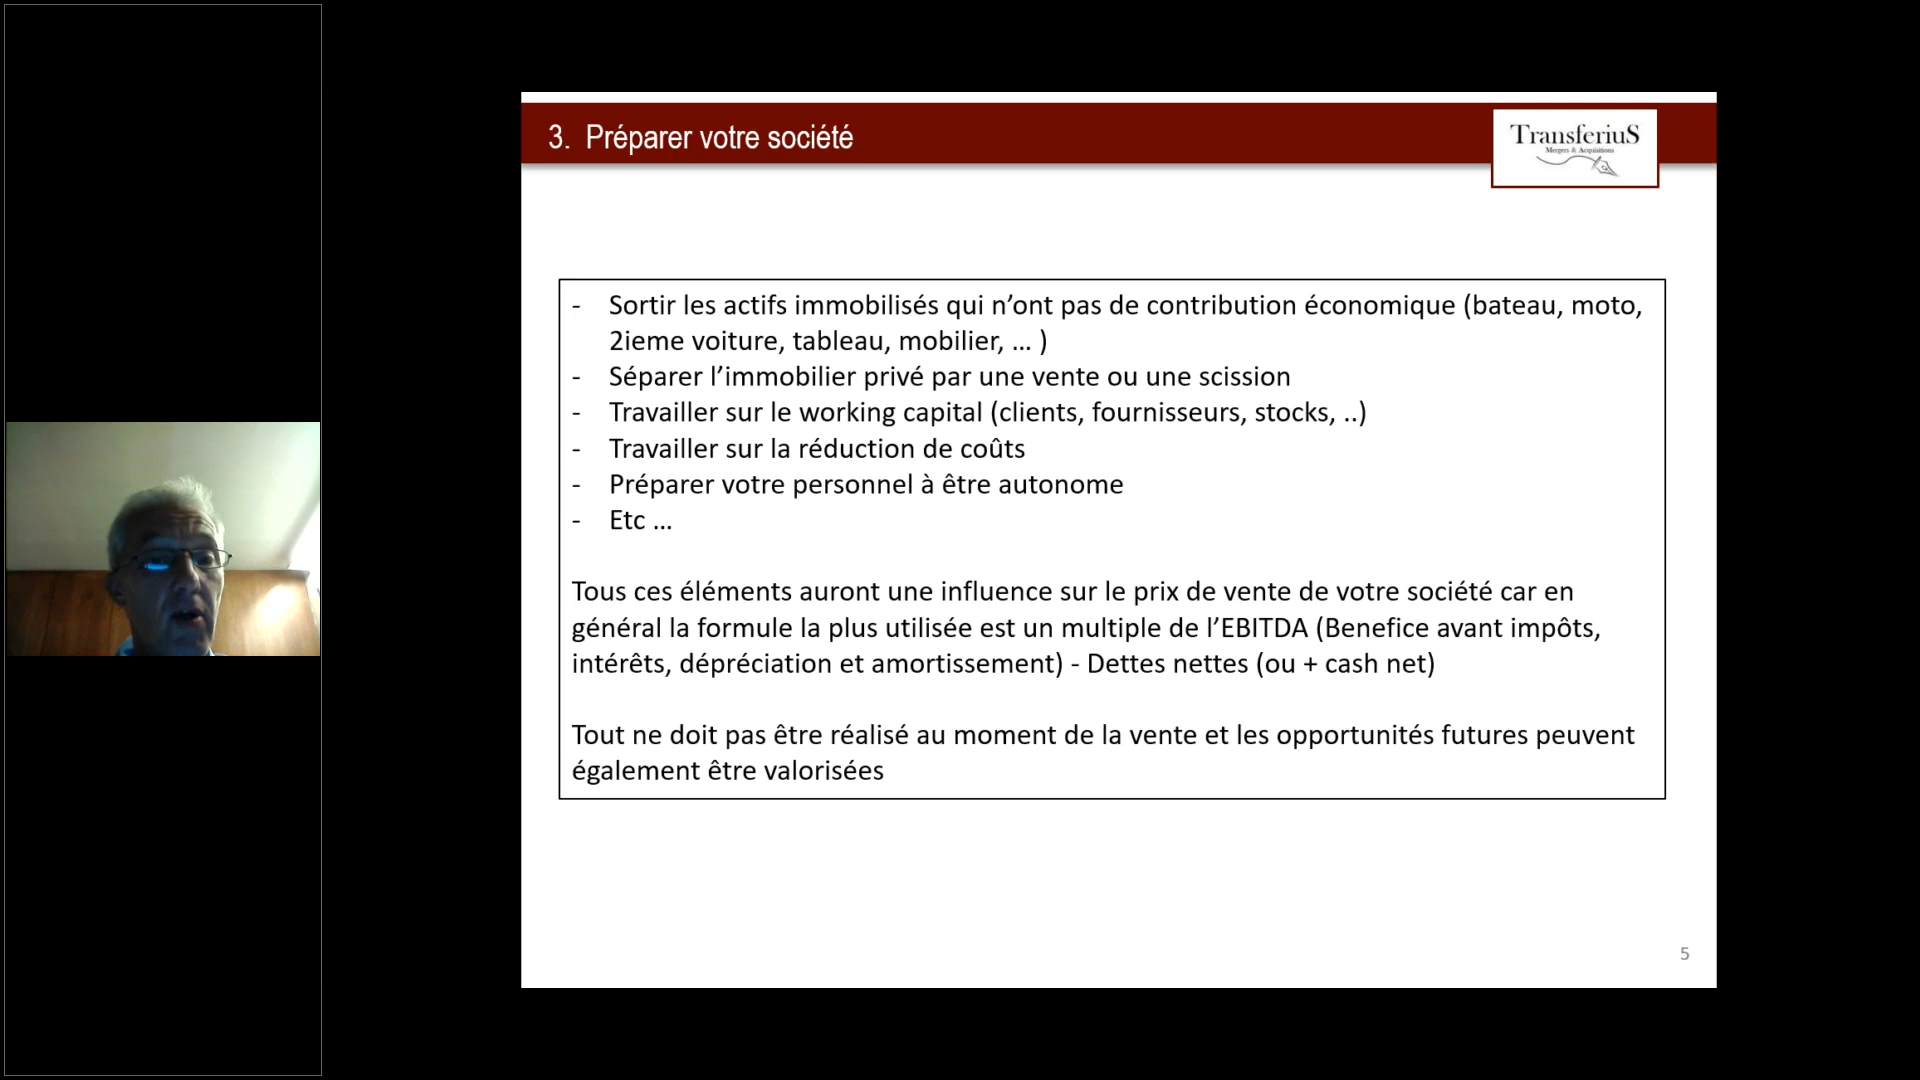 3. Préparer votre société
TransferiuS
Mergers & Acquisitions
- Sortir les actifs immobilisés qui n’ont pas de contribution économique (bateau, moto,
2ieme voiture, tableau, mobilier, … )
- Séparer l’immobilier privé par une vente ou une scission
- Travailler sur le working capital (clients, fournisseurs, stocks, ..)
- Travailler sur la réduction de coûts
- Préparer votre personnel à être autonome
- Etc …
Tous ces éléments auront une influence sur le prix de vente de votre société car en
général la formule la plus utilisée est un multiple de l’EBITDA (Benefice avant impôts,
intérêts, dépréciation et amortissement) - Dettes nettes (ou + cash net)
Tout ne doit pas être réalisé au moment de la vente et les opportunités futures peuvent
également être valorisées
5